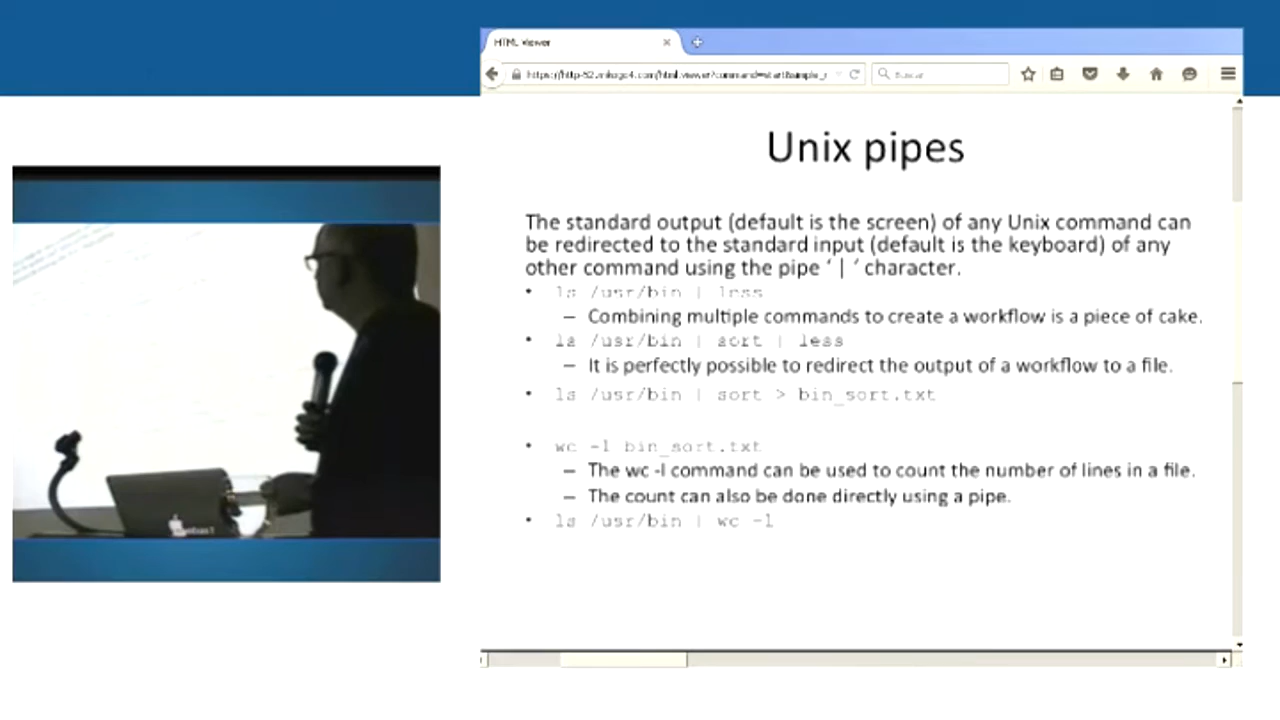 HTML viewer
Buscar
Unix pipes
The standard output (default is the screen) of any Unix command can
be redirected to the standard input (default is the keyboard) of any
other command using the pipe ‘ | ’ character.
• ls /usr/bin | less
– Combining multiple commands to create a workflow is a piece of cake.
• ls /usr/bin | sort | less
– It is perfectly possible to redirect the output of a workflow to a file.
• ls /usr/bin | sort > bin_sort.txt
• wc -l bin_sort.txt
– The wc -l command can be used to count the number of lines in a file.
– The count can also be done directly using a pipe.
• ls /usr/bin | wc -l